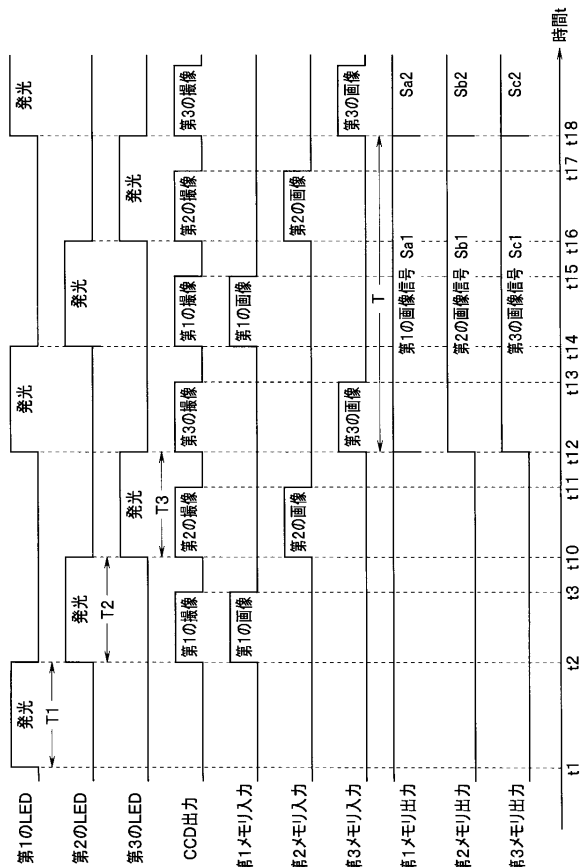 第1のLED
発光
発光
発光
T1
第2のLED
発光
発光
T2
第3のLED
発光
発光
T3
CCD出力
第1の撮像
第2の撮像
第3の撮像
第1の撮像
第2の撮像
第3の撮像
第1メモリ入力
第1の画像
第1の画像
第2メモリ入力
第2の画像
第2の画像
第3メモリ入力
第3の画像
第3の画像
T
第1メモリ出力
第1の画像信号 Sa1
Sa2
第2メモリ出力
第2の画像信号 Sb1
Sb2
第3メモリ出力
第3の画像信号 Sc1
Sc2
t1 t2 t3 t10 t11 t12 t13 t14 t15 t16 t17 t18
時間t